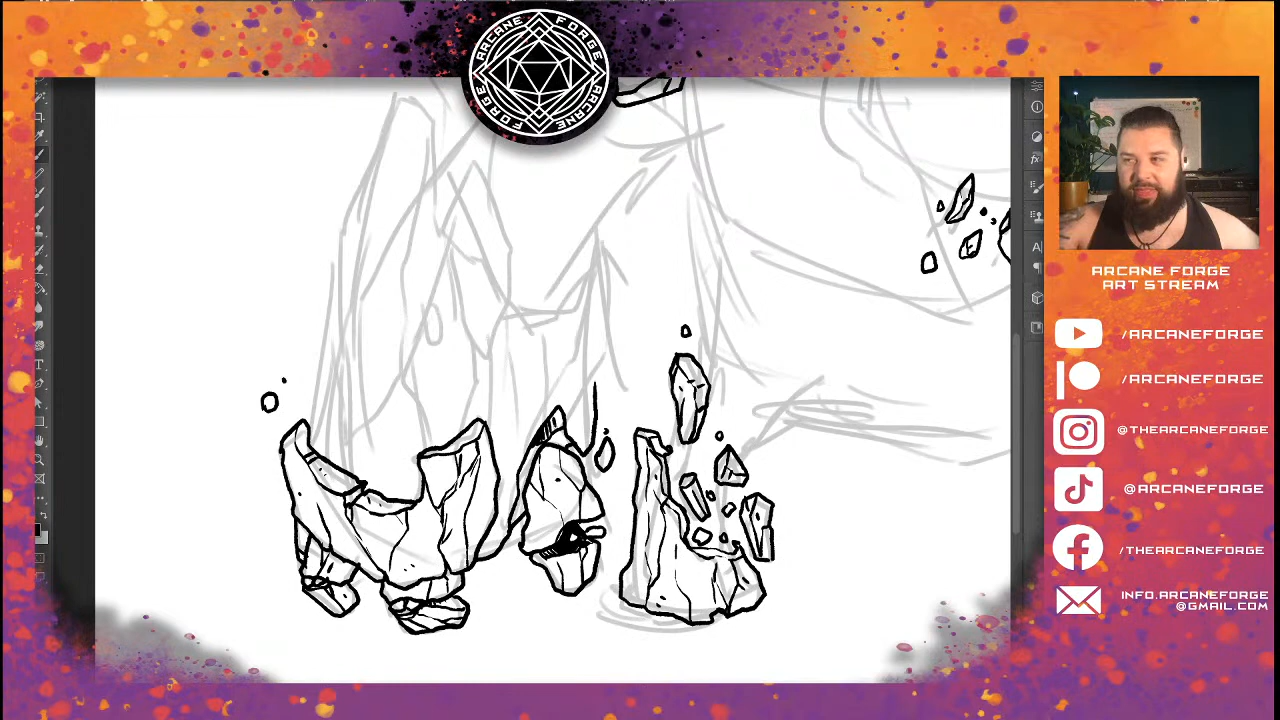 ARCANE FORGE
ARCANE FORGE
ARCANE FORGE
ART STREAM
/ARCANEFORGE
/ARCANEFORGE
@THEARCANEFORGE
@ARCANEFORGE
/THEARCANEFORGE
INFO.ARCANEFORGE
@GMAIL.COM